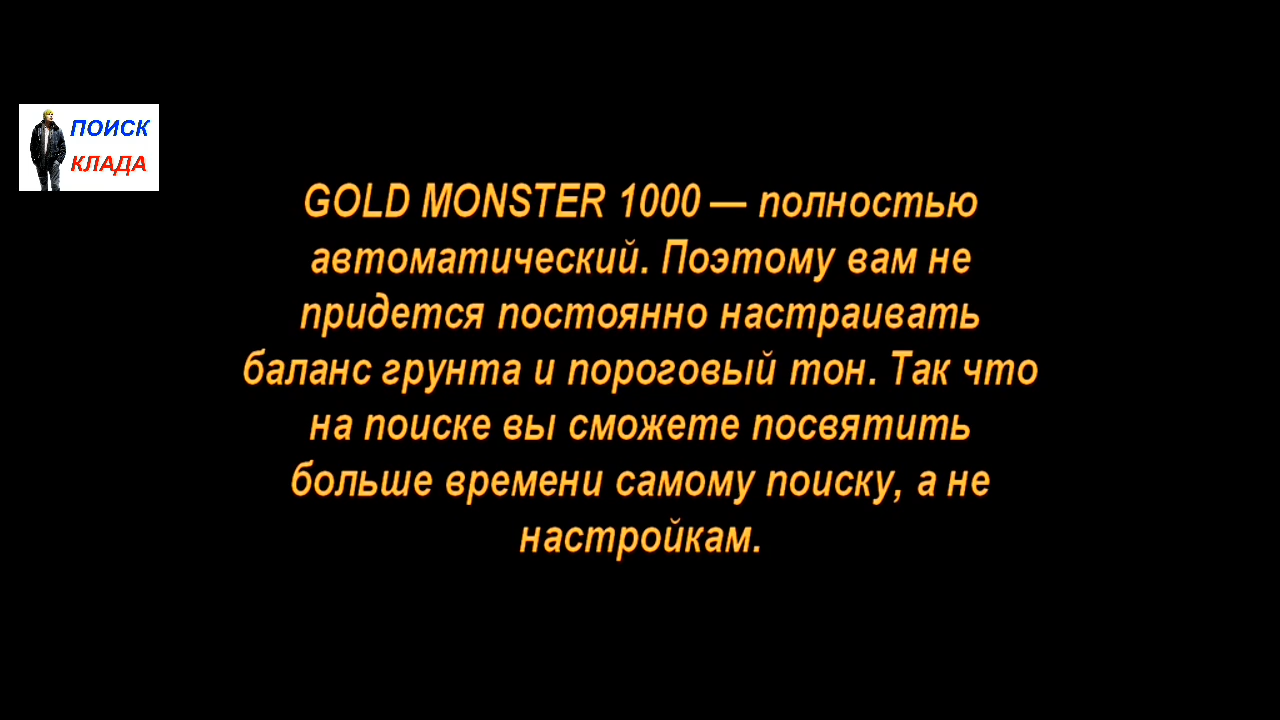 ПОИСК
КЛАДА
GOLD MONSTER 1000 — полностью
автоматический. Поэтому вам не
придется постоянно настраивать
баланс грунта и пороговый тон. Так что
на поиске вы сможете посвятить
больше времени самому поиску, а не
настройкам.